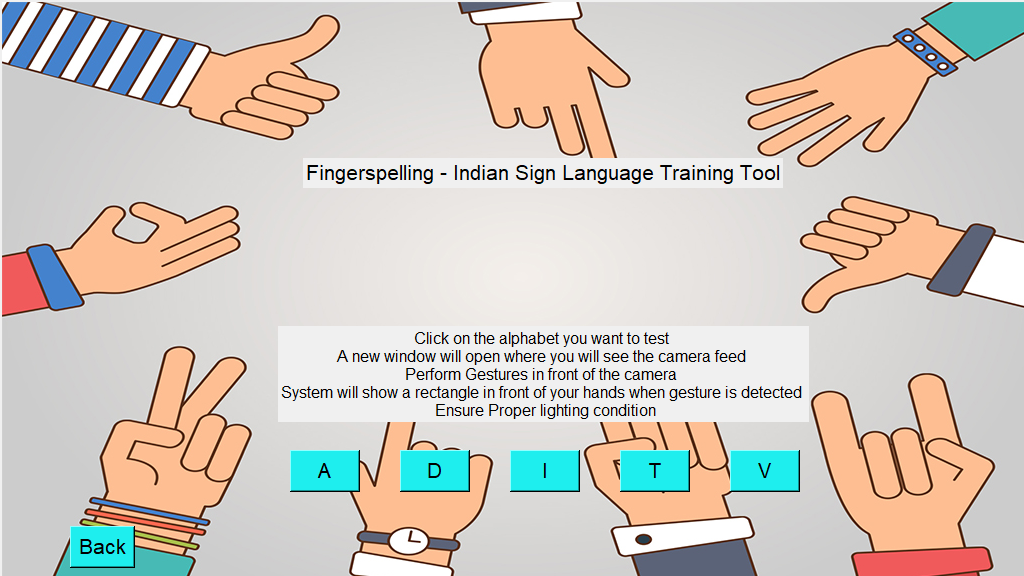 Fingerspelling - Indian Sign Language Training Tool
Click on the alphabet you want to test
A new window will open where you will see the camera feed
Perform Gestures in front of the camera
System will show a rectangle in front of your hands when gesture is detected
Ensure Proper lighting condition
A D I T V
Back